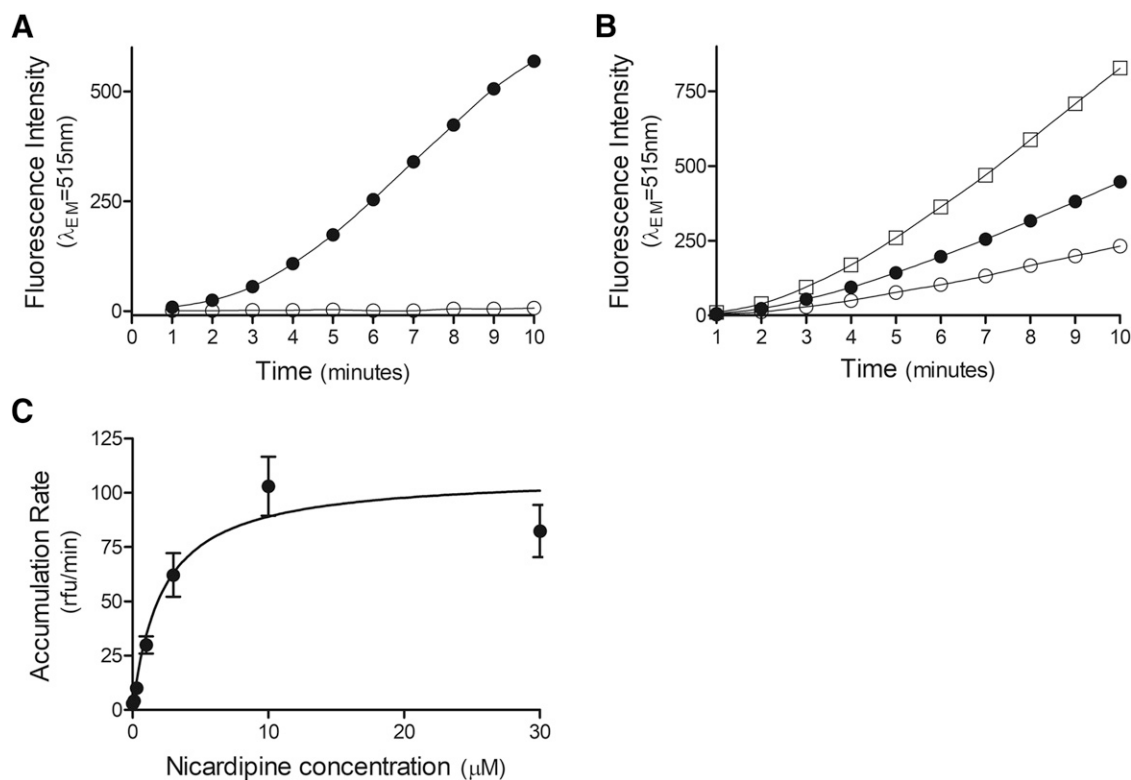 A
Fluorescence Intensity
(λEM=515nm)
500
250
0
0 1 2 3 4 5 6 7 8 9 10
Time (minutes)
B
Fluorescence Intensity
(λEM=515nm)
750
500
250
0
1 2 3 4 5 6 7 8 9 10
Time (minutes)
C
Accumulation Rate
(rfu/min)
125
100
75
50
25
0
0 10 20 30
Nicardipine concentration (μM)